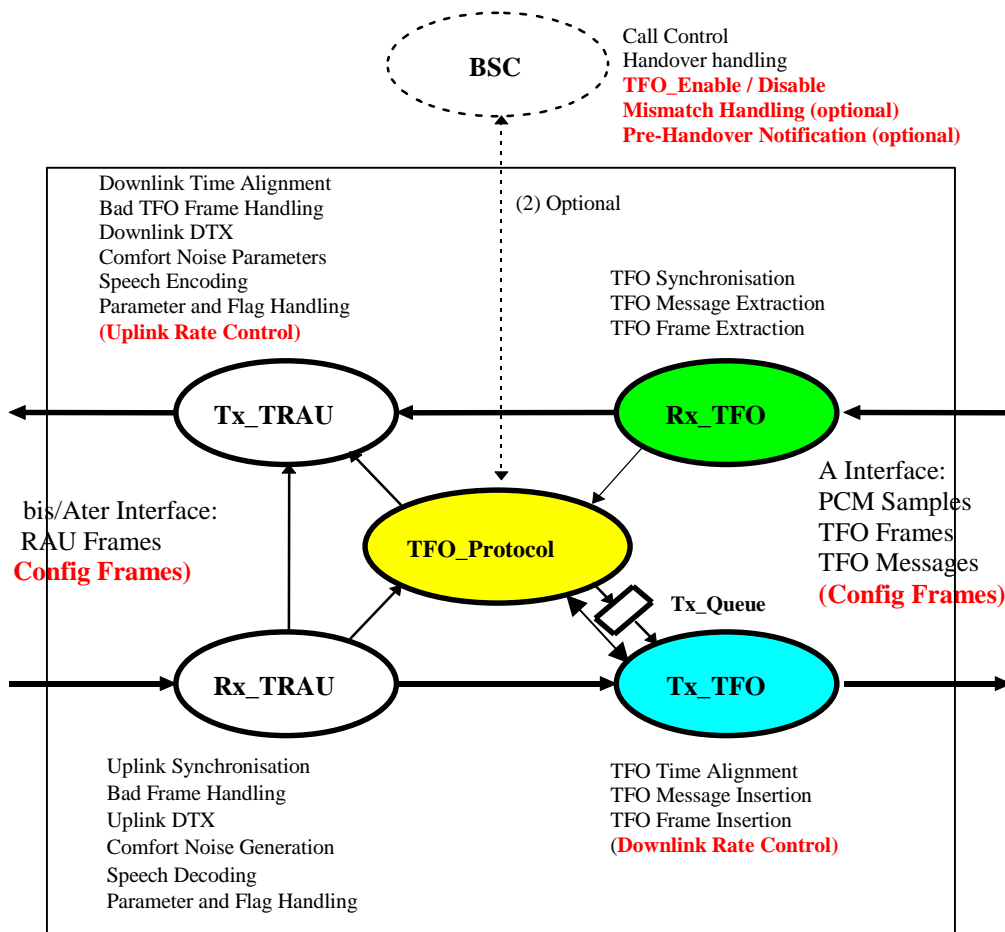 BSC
Call Control
Handover handling
TFO_Enable / Disable
Mismatch Handling (optional)
Pre-Handover Notification (optional)
Downlink Time Alignment
Bad TFO Frame Handling
Downlink DTX
Comfort Noise Parameters
Speech Encoding
Parameter and Flag Handling
(Uplink Rate Control)
(2) Optional
TFO Synchronisation
TFO Message Extraction
TFO Frame Extraction
Tx_TRAU
Rx_TFO
bis/Ater Interface:
RAU Frames
Config Frames)
TFO_Protocol
A Interface:
PCM Samples
TFO Frames
TFO Messages
(Config Frames)
Tx_Queue
Rx_TRAU
Tx_TFO
Uplink Synchronisation
Bad Frame Handling
Uplink DTX
Comfort Noise Generation
Speech Decoding
Parameter and Flag Handling
TFO Time Alignment
TFO Message Insertion
TFO Frame Insertion
(Downlink Rate Control)